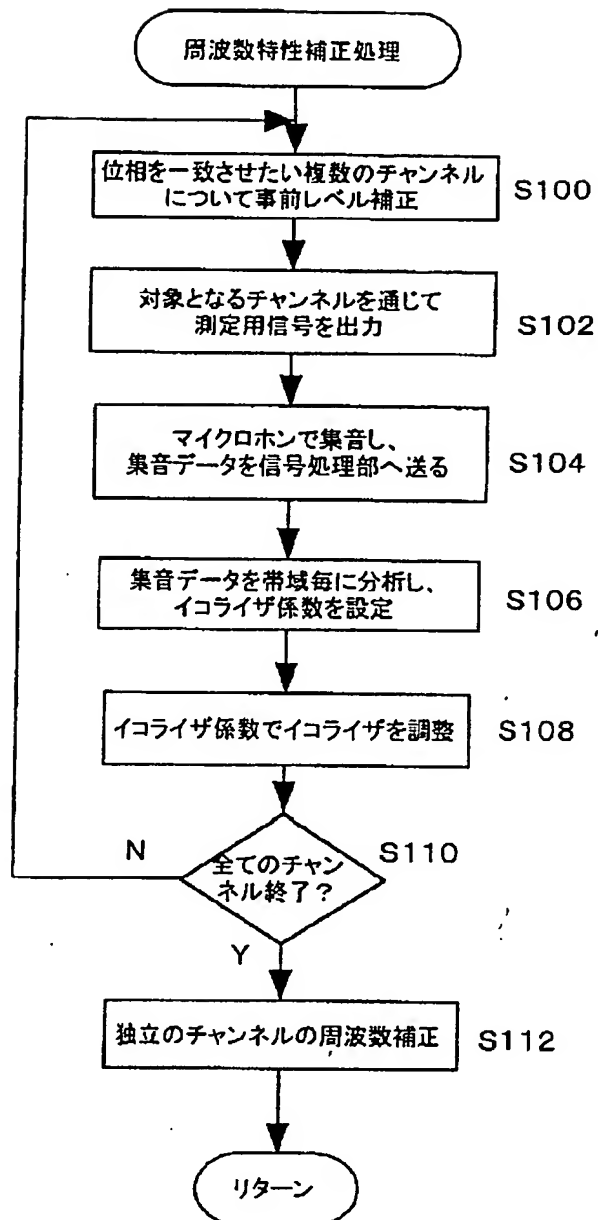 周波数特性補正処理
位相を一致させたい複数のチャンネル
について事前レベル補正
S100
対象となるチャンネルを通じて
測定用信号を出力
S102
マイクロホンで集音し、
集音データを信号処理部へ送る
S104
集音データを帯域毎に分析し、
イコライザ係数を設定
S106
イコライザ係数でイコライザを調整
S108
N
全てのチャン
ネル終了？
S110
Y
独立のチャンネルの周波数補正
S112
リターン